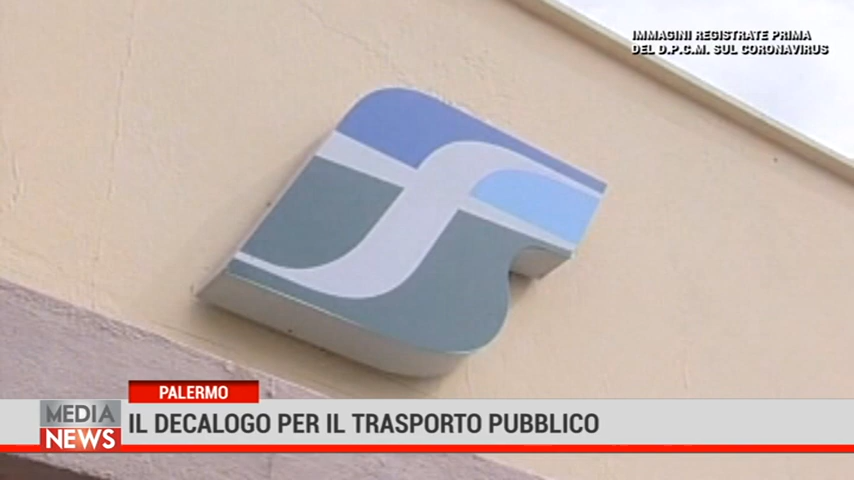 IMMAGINI REGISTRATE PRIMA
DEL D.P.C.M. SUL CORONAVIRUS
PALERMO
MEDIA
NEWS
IL DECALOGO PER IL TRASPORTO PUBBLICO